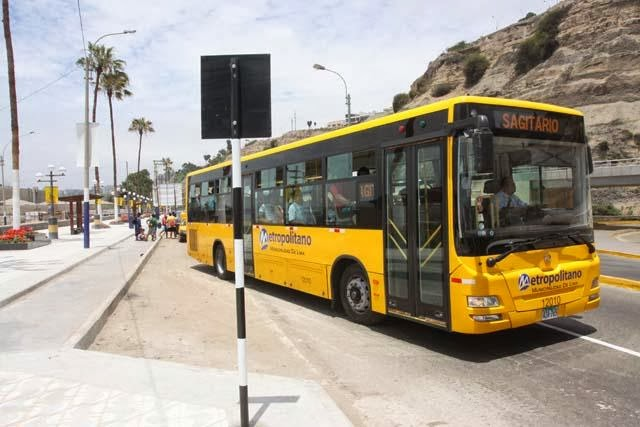 SAGITARIO
Metropolitano
MUNICIPALIDAD DE LIMA
Metropolitano
MUNICIPALIDAD DE LIMA
12010